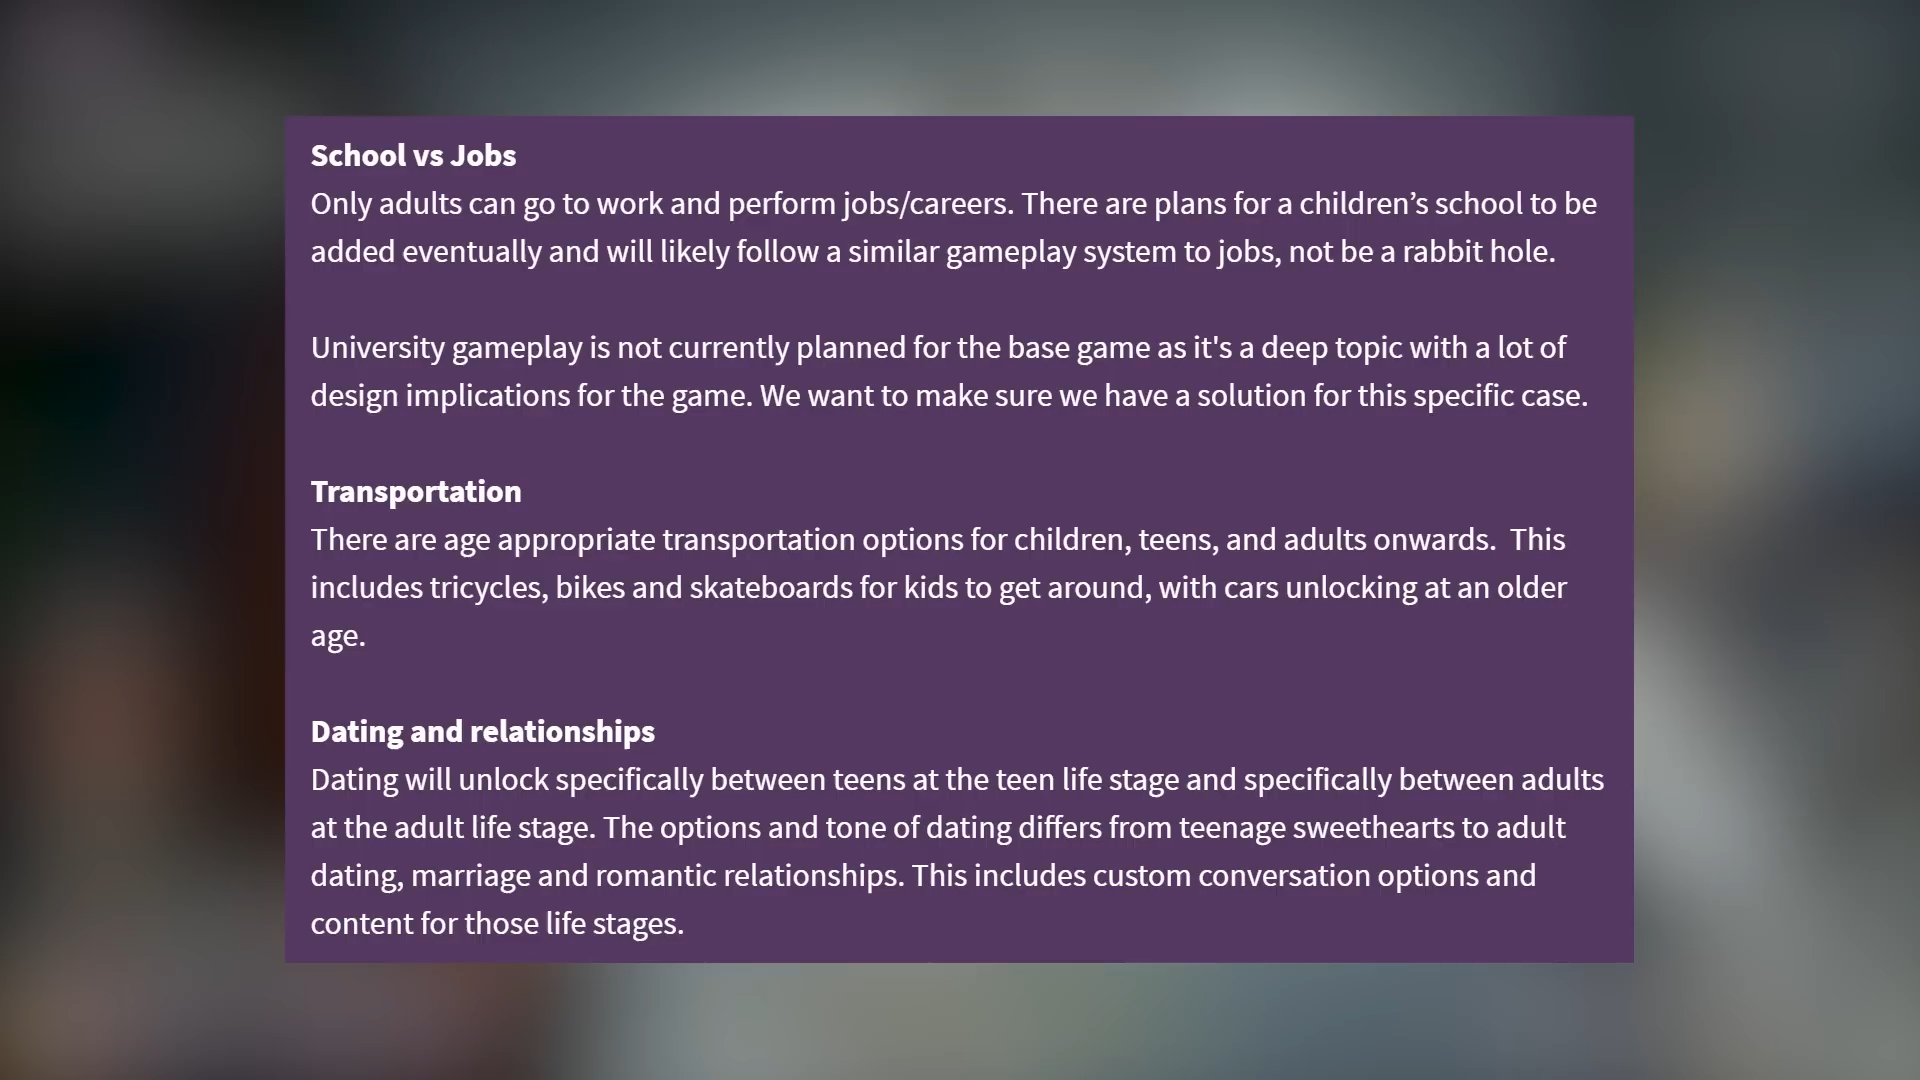 School vs Jobs
Only adults can go to work and perform jobs/careers. There are plans for a children’s school to be
added eventually and will likely follow a similar gameplay system to jobs, not be a rabbit hole.
University gameplay is not currently planned for the base game as it's a deep topic with a lot of
design implications for the game. We want to make sure we have a solution for this specific case.
Transportation
There are age appropriate transportation options for children, teens, and adults onwards.  This
includes tricycles, bikes and skateboards for kids to get around, with cars unlocking at an older
age.
Dating and relationships
Dating will unlock specifically between teens at the teen life stage and specifically between adults
at the adult life stage. The options and tone of dating differs from teenage sweethearts to adult
dating, marriage and romantic relationships. This includes custom conversation options and
content for those life stages.